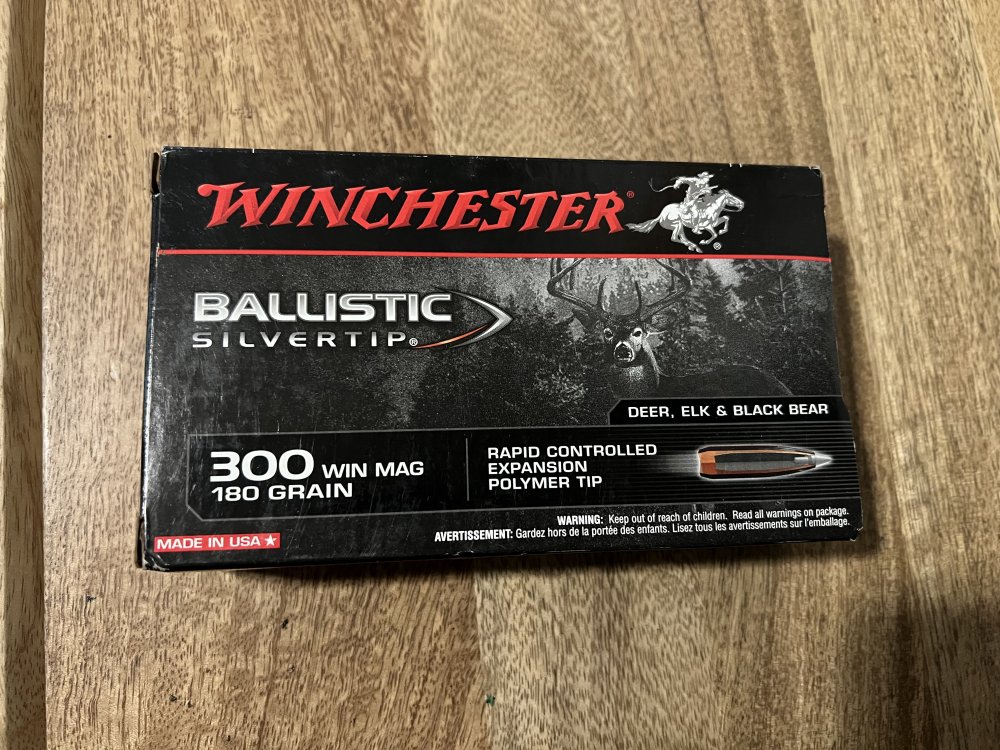 WINCHESTER®
®
BALLISTIC
SILVERTIP®
DEER, ELK & BLACK BEAR
300 WIN MAG
180 GRAIN
RAPID CONTROLLED
EXPANSION
POLYMER TIP
WARNING: Keep out of reach of children. Read all warnings on package.
AVERTISSEMENT: Gardez hors de la portée des enfants. Lisez tous les avertissements sur l'emballage.
MADE IN USA